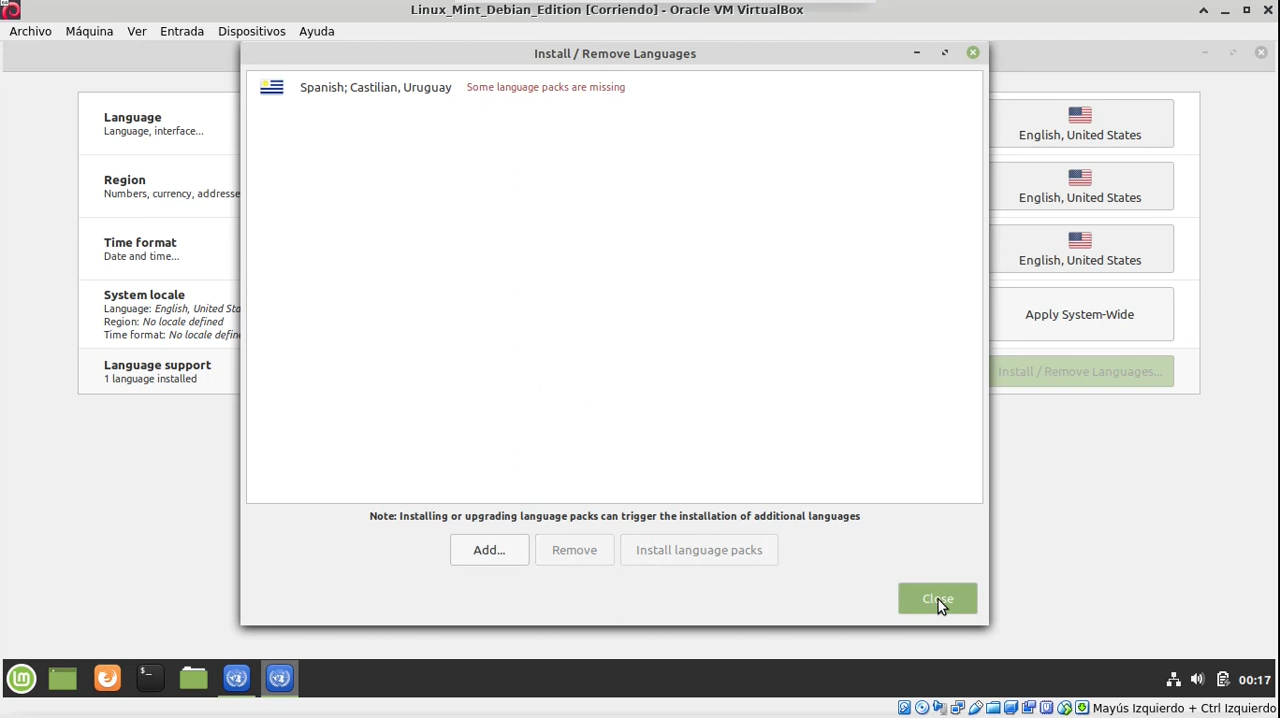 Linux_Mint_Debian_Edition [Corriendo] - Oracle VM VirtualBox
Archivo Máquina Ver Entrada Dispositivos Ayuda
Install / Remove Languages
Spanish; Castilian, Uruguay Some language packs are missing
Language
Language, interface...
English, United States
Region
Numbers, currency, addresse
English, United States
Time format
Date and time...
English, United States
System locale
Language: English, United Sta
Region: No locale defined
Time format: No locale defin
Apply System-Wide
Language support
1 language installed
Install / Remove Languages...
Note: Installing or upgrading language packs can trigger the installation of additional languages
Add... Remove Install language packs
Close
00:17
Mayús Izquierdo + Ctrl Izquierdo